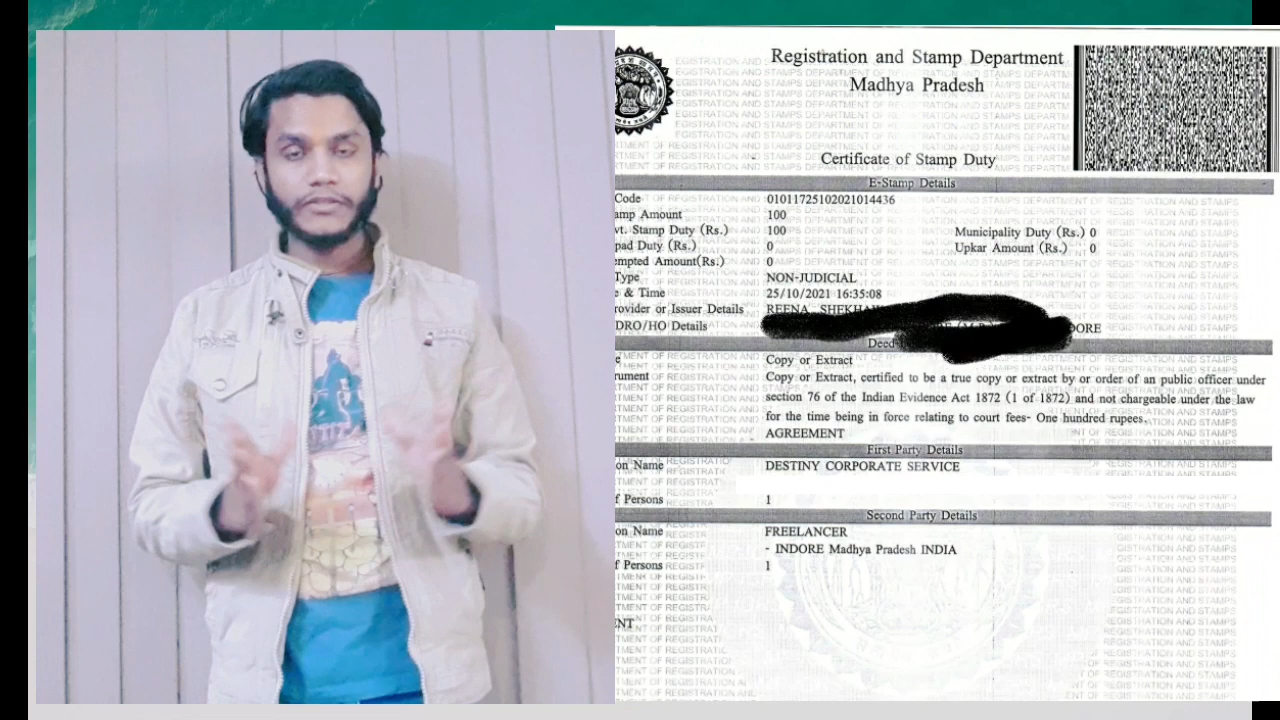 Registration and Stamp Department
Madhya Pradesh
Certificate of Stamp Duty
E-Stamp Details
Code 01011725102021014436
amp Amount 100
vt. Stamp Duty (Rs.) 100 Municipality Duty (Rs.) 0
pad Duty (Rs.) 0 Upkar Amount (Rs.) 0
empted Amount(Rs.) 0
Type NON-JUDICIAL
e & Time 25/10/2021 16:35:08
rovider or Issuer Details REENA SHEKHA
DRO/HO Details DORE
Deed
e Copy or Extract
rument Copy or Extract, certified to be a true copy or extract by or order of an public officer under
section 76 of the Indian Evidence Act 1872 (1 of 1872) and not chargeable under the law
for the time being in force relating to court fees- One hundred rupees.
AGREEMENT
First Party Details
on Name DESTINY CORPORATE SERVICE
f Persons 1
Second Party Details
on Name FREELANCER
- INDORE Madhya Pradesh INDIA
f Persons 1
NT